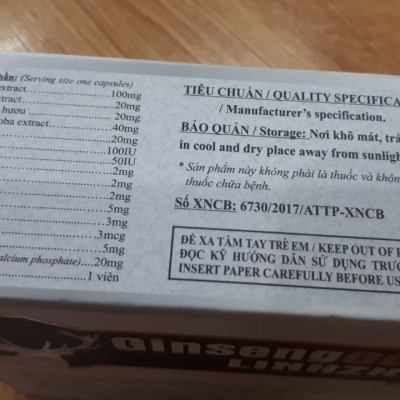 hần: (Serving size one capsules)
extract..................100mg
tract........................20mg
hươu.......................20mg
oba extract..............40mg
20mg
100IU
50IU
2mg
2mg
2mg
5mg
3mg
3mcg
5mg
alcium phosphate)....20mg
1 viên
TIÊU CHUẨN / QUALITY SPECIFICA
/ Manufacturer's specification.
BẢO QUẢN / Storage: Nơi khô mát, trá
in cool and dry place away from sunligh
* Sản phẩm này không phải là thuốc và khôn
thuốc chữa bệnh.
Số XNCB: 6730/2017/ATTP-XNCB
ĐỂ XA TẦM TAY TRẺ EM / KEEP OUT OF
ĐỌC KỸ HƯỚNG DẪN SỬ DỤNG TRƯỚ
INSERT PAPER CAREFULLY BEFORE US
Ginseng
LINHZH